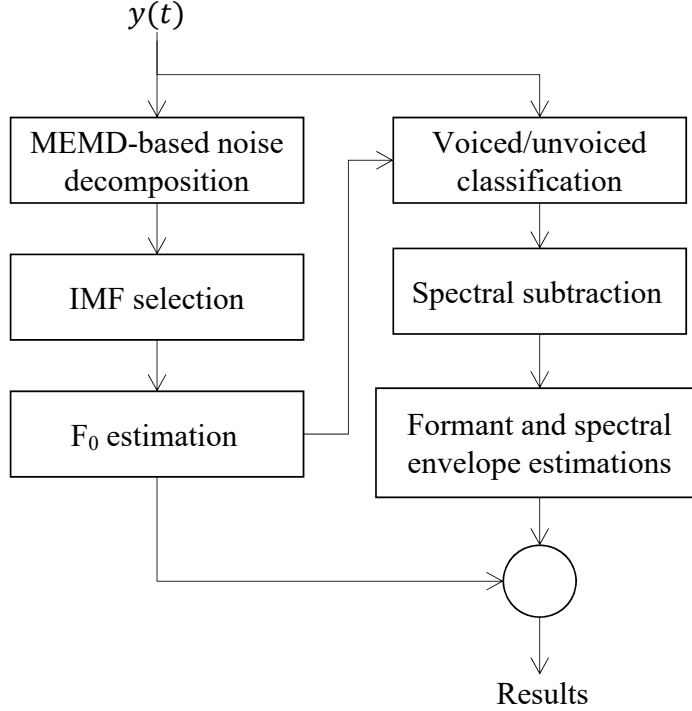 y(t)
MEMD-based noise
decomposition
IMF selection
F₀ estimation
Voiced/unvoiced
classification
Spectral subtraction
Formant and spectral
envelope estimations
Results